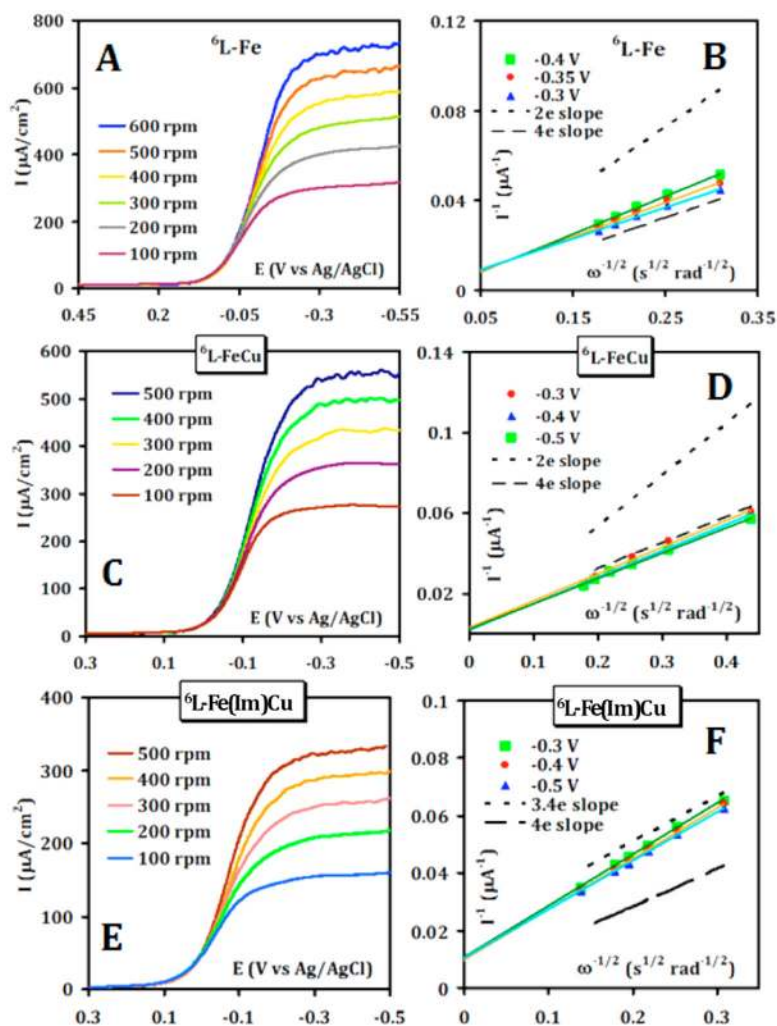 A
⁶L-Fe
I (µA/cm²)
800
600
400
200
0
600 rpm
500 rpm
400 rpm
300 rpm
200 rpm
100 rpm
E (V vs Ag/AgCl)
0.45 0.2 -0.05 -0.3 -0.55
B
⁶L-Fe
I⁻¹ (µA⁻¹)
0.12
0.08
0.04
0
-0.4 V
-0.35 V
-0.3 V
2e slope
4e slope
ω⁻¹/² (s¹/² rad⁻¹/²)
0.05 0.15 0.25 0.35
C
⁶L-FeCu
I (µA/cm²)
600
500
400
300
200
100
0
500 rpm
400 rpm
300 rpm
200 rpm
100 rpm
E (V vs Ag/AgCl)
0.3 0.1 -0.1 -0.3 -0.5
D
⁶L-FeCu
I⁻¹ (µA⁻¹)
0.14
0.1
0.06
0.02
-0.3 V
-0.4 V
-0.5 V
2e slope
4e slope
ω⁻¹/² (s¹/² rad⁻¹/²)
0 0.1 0.2 0.3 0.4
E
⁶L-Fe(Im)Cu
I (µA/cm²)
400
300
200
100
0
500 rpm
400 rpm
300 rpm
200 rpm
100 rpm
E (V vs Ag/AgCl)
0.3 0.1 -0.1 -0.3 -0.5
F
⁶L-Fe(Im)Cu
I⁻¹ (µA⁻¹)
0.1
0.08
0.06
0.04
0.02
0
-0.3 V
-0.4 V
-0.5 V
3.4e slope
4e slope
ω⁻¹/² (s¹/² rad⁻¹/²)
0 0.1 0.2 0.3